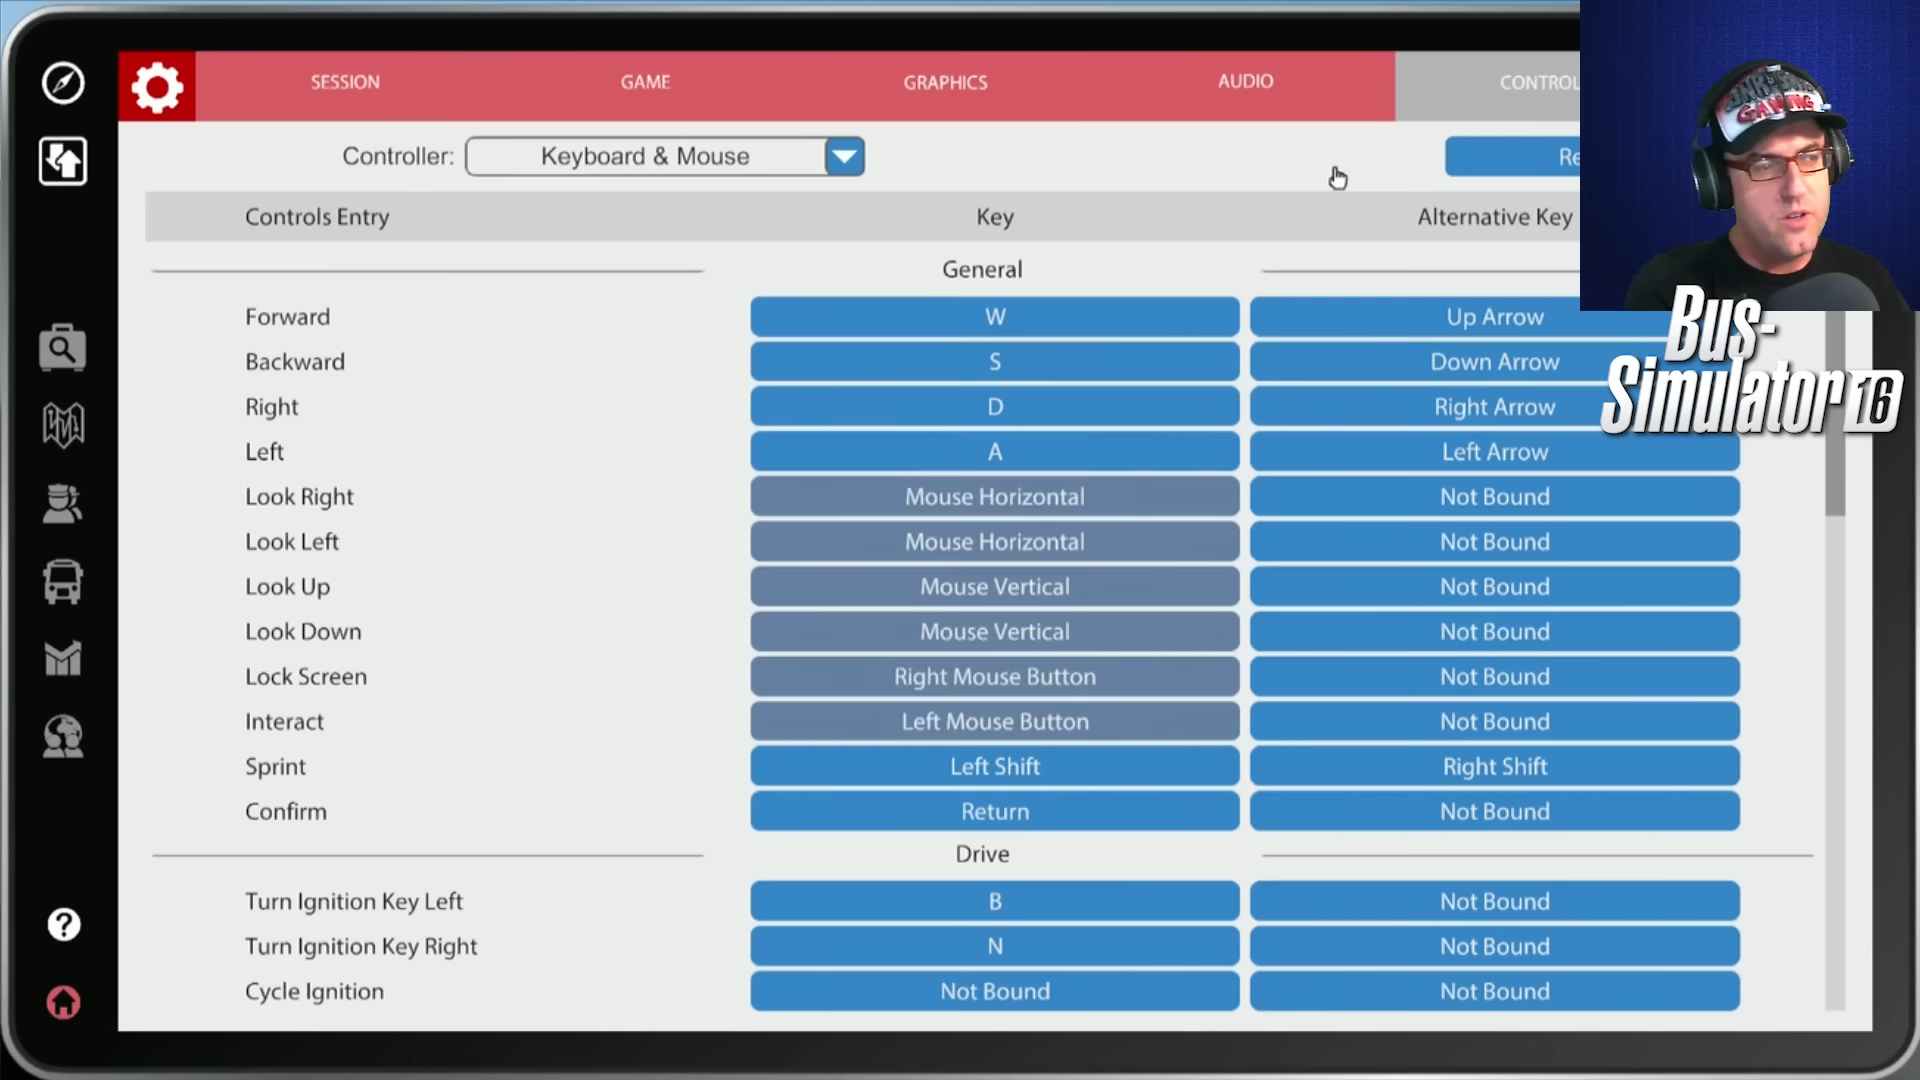 SESSION GAME GRAPHICS AUDIO CONTROL
Controller: Keyboard & Mouse Re
Controls Entry Key Alternative Key
General
Forward W Up Arrow
Backward S Down Arrow
Right D Right Arrow
Left A Left Arrow
Look Right Mouse Horizontal Not Bound
Look Left Mouse Horizontal Not Bound
Look Up Mouse Vertical Not Bound
Look Down Mouse Vertical Not Bound
Lock Screen Right Mouse Button Not Bound
Interact Left Mouse Button Not Bound
Sprint Left Shift Right Shift
Confirm Return Not Bound
Drive
Turn Ignition Key Left B Not Bound
Turn Ignition Key Right N Not Bound
Cycle Ignition Not Bound Not Bound
GAMING
Bus-
Simulator 16
?